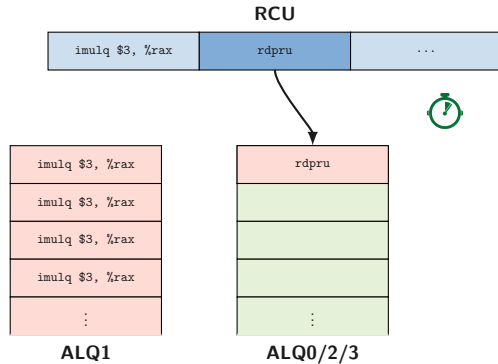 RCU
imulq $3, %rax rdpru ...
imulq $3, %rax rdpru
imulq $3, %rax
imulq $3, %rax
imulq $3, %rax
⋮ ⋮
ALQ1 ALQ0/2/3